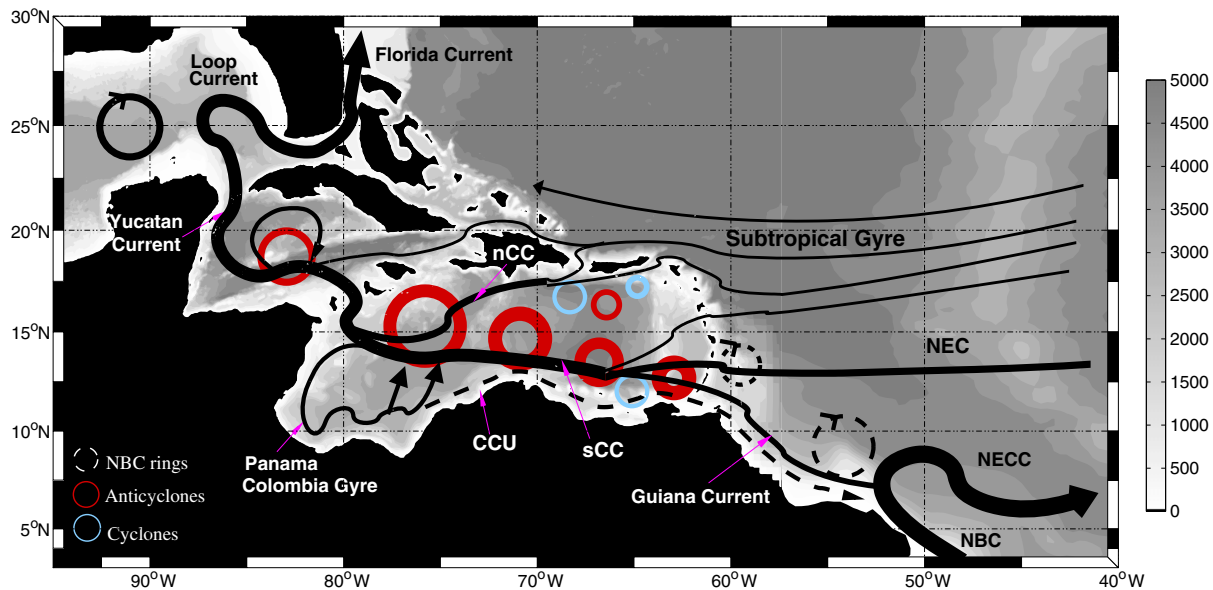 30°N
25°N
20°N
15°N
10°N
5°N
90°W
80°W
70°W
60°W
50°W
40°W
Loop
Current
Florida Current
Yucatan
Current
nCC
Subtropical Gyre
NEC
CCU
sCC
Panama
Colombia Gyre
Guiana Current
NECC
NBC
NBC rings
Anticyclones
Cyclones
5000
4500
4000
3500
3000
2500
2000
1500
1000
500
0